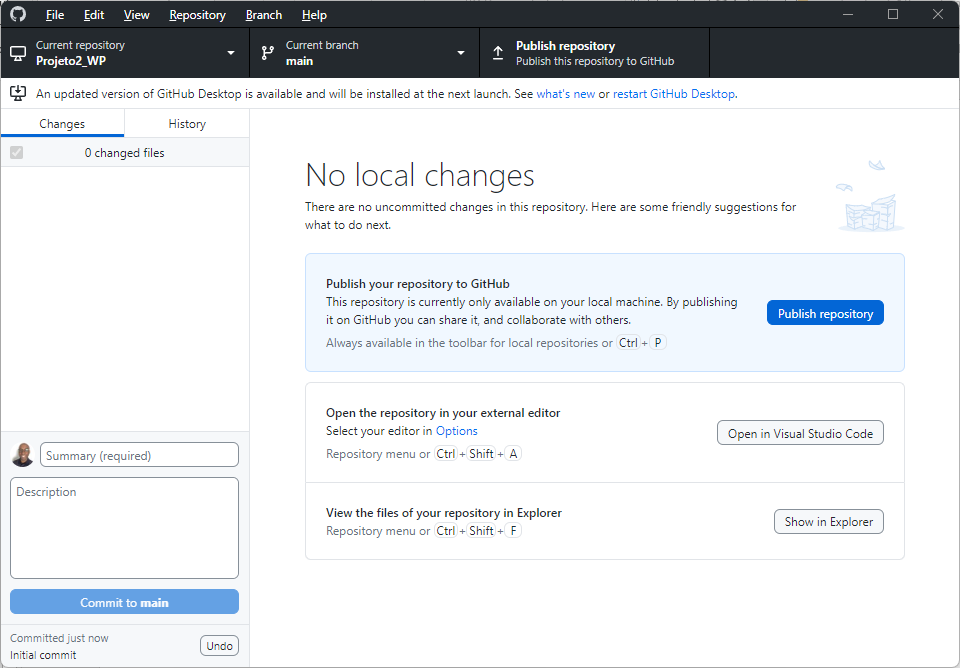 File Edit View Repository Branch Help
Current repository
Projeto2_WP
Current branch
main
Publish repository
Publish this repository to GitHub
An updated version of GitHub Desktop is available and will be installed at the next launch. See what's new or restart GitHub Desktop.
Changes
History
0 changed files
No local changes
There are no uncommitted changes in this repository. Here are some friendly suggestions for
what to do next.
Publish your repository to GitHub
This repository is currently only available on your local machine. By publishing
it on GitHub you can share it, and collaborate with others.
Always available in the toolbar for local repositories or Ctrl + P
Publish repository
Open the repository in your external editor
Select your editor in Options
Repository menu or Ctrl + Shift + A
Open in Visual Studio Code
View the files of your repository in Explorer
Repository menu or Ctrl + Shift + F
Show in Explorer
Summary (required)
Description
Commit to main
Committed just now
Initial commit
Undo